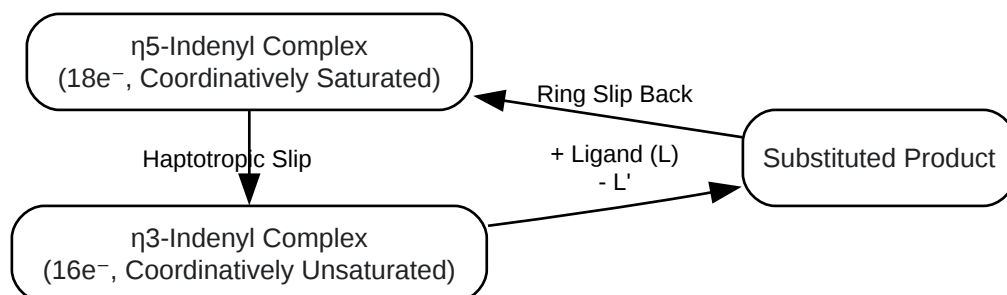 η5-Indenyl Complex
(18e⁻, Coordinatively Saturated)
Ring Slip Back
Haptotropic Slip
+ Ligand (L)
- L'
Substituted Product
η3-Indenyl Complex
(16e⁻, Coordinatively Unsaturated)